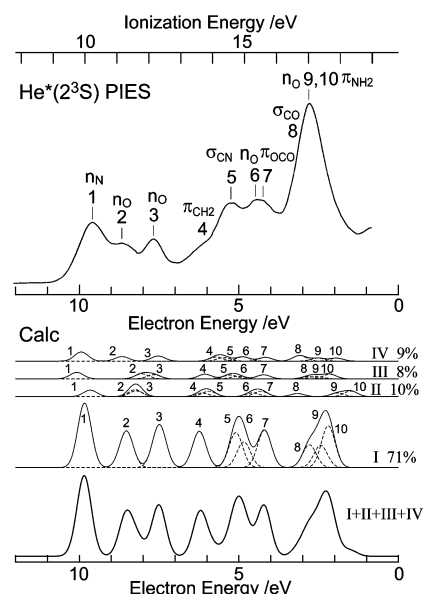 Ionization Energy /eV
10 15
He*(2³S) PIES
n_O 9,10 π_NH2
σ_CO
8
σ_CN n_O π_OCO
5 6 7
n_N n_O n_O π_CH2
1 2 3 4
10 5 0
Electron Energy /eV
Calc
1 2 3 4 5 6 7 8 9 10 IV 9%
1 2 3 4 5 6 7 8 9 10 III 8%
1 2 3 4 5 6 7 8 9 10 II 10%
1 2 3 4 5 6 7 8 9 10 I 71%
I+II+III+IV
10 5 0
Electron Energy /eV